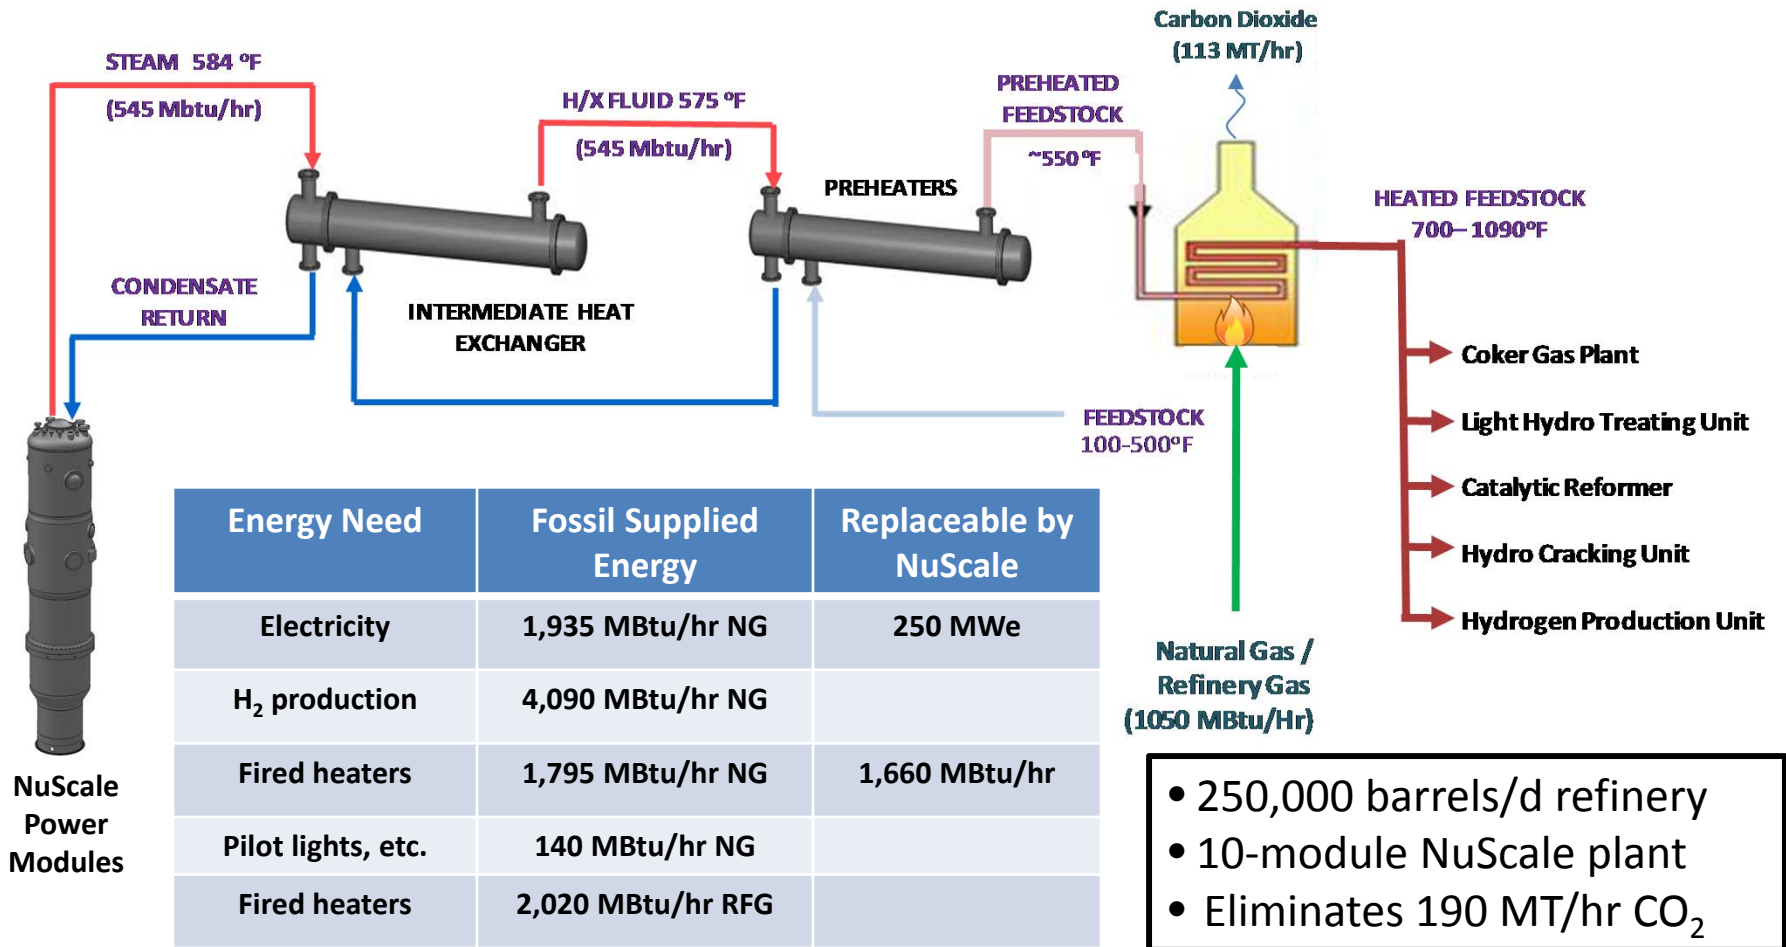 Carbon Dioxide
(113 MT/hr)
STEAM 584 ºF
(545 Mbtu/hr)
H/X FLUID 575 ºF
(545 Mbtu/hr)
PREHEATED
FEEDSTOCK
~550ºF
PREHEATERS
HEATED FEEDSTOCK
700–1090ºF
CONDENSATE
RETURN
INTERMEDIATE HEAT
EXCHANGER
FEEDSTOCK
100-500ºF
Coker Gas Plant
Light Hydro Treating Unit
Catalytic Reformer
Hydro Cracking Unit
Hydrogen Production Unit
Natural Gas /
Refinery Gas
(1050 MBtu/Hr)
NuScale
Power
Modules
Energy Need
Fossil Supplied
Energy
Replaceable by
NuScale
Electricity
1,935 MBtu/hr NG
250 MWe
H₂ production
4,090 MBtu/hr NG
Fired heaters
1,795 MBtu/hr NG
1,660 MBtu/hr
Pilot lights, etc.
140 MBtu/hr NG
Fired heaters
2,020 MBtu/hr RFG
• 250,000 barrels/d refinery
• 10-module NuScale plant
• Eliminates 190 MT/hr CO₂